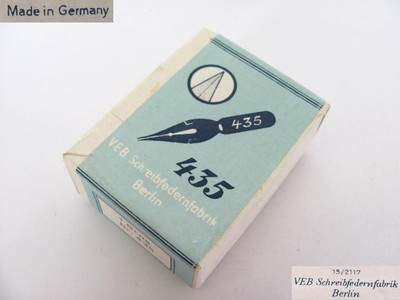 Made in Germany
435
435
VEB Schreibfedernfabrik
Berlin
15/2117
VEB Schreibfedernfabrik
Berlin